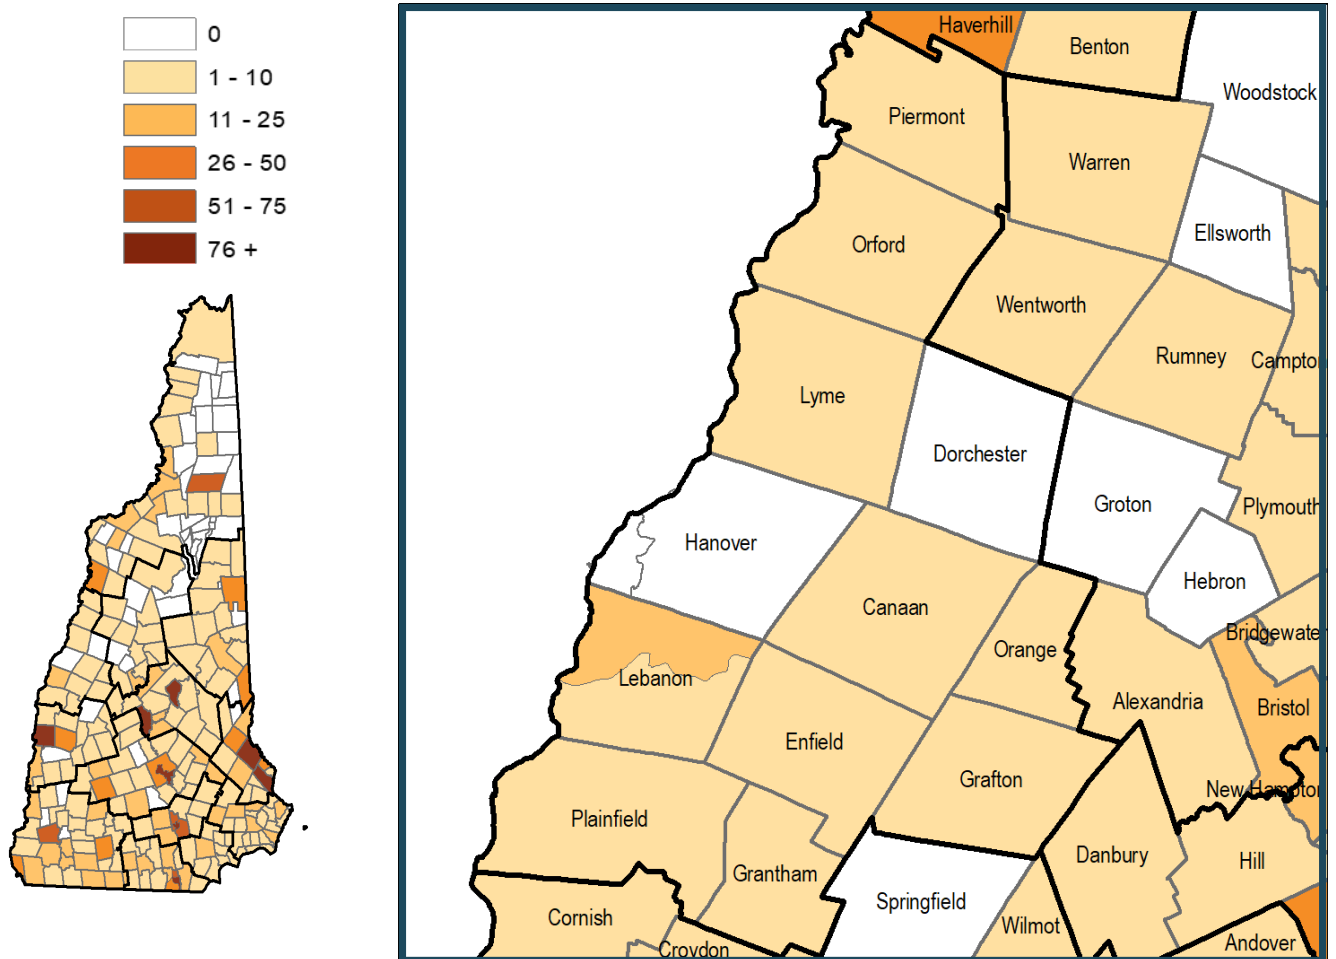 0
1 - 10
11 - 25
26 - 50
51 - 75
76 +
Haverhill
Benton
Woodstock
Piermont
Warren
Ellsworth
Orford
Wentworth
Rumney
Campton
Lyme
Dorchester
Groton
Plymouth
Hanover
Hebron
Canaan
Bridgewater
Orange
Lebanon
Alexandria
Bristol
Enfield
Grafton
New Hampton
Plainfield
Danbury
Hill
Grantham
Springfield
Cornish
Wilmot
Croydon
Andover